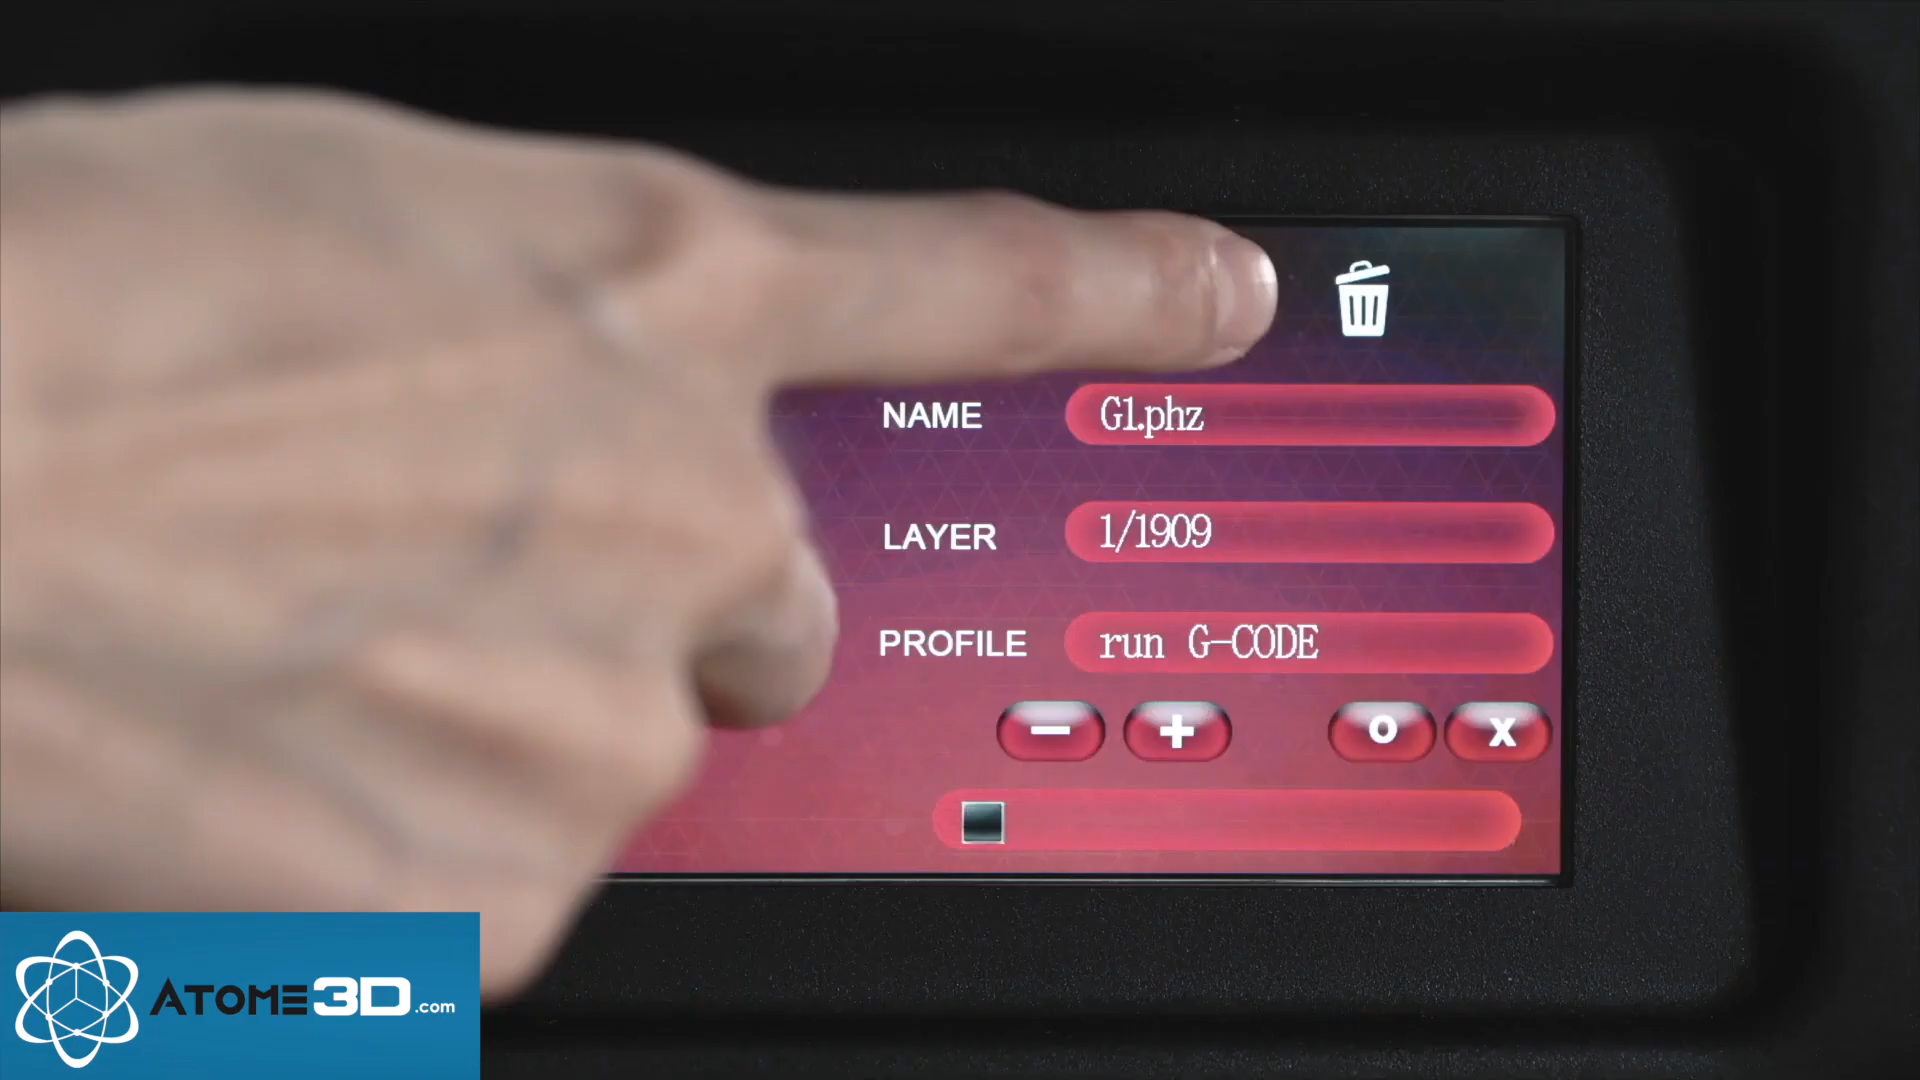 NAME G1.phz
LAYER 1/1909
PROFILE run G-CODE
− + O X
ATOME3D.com